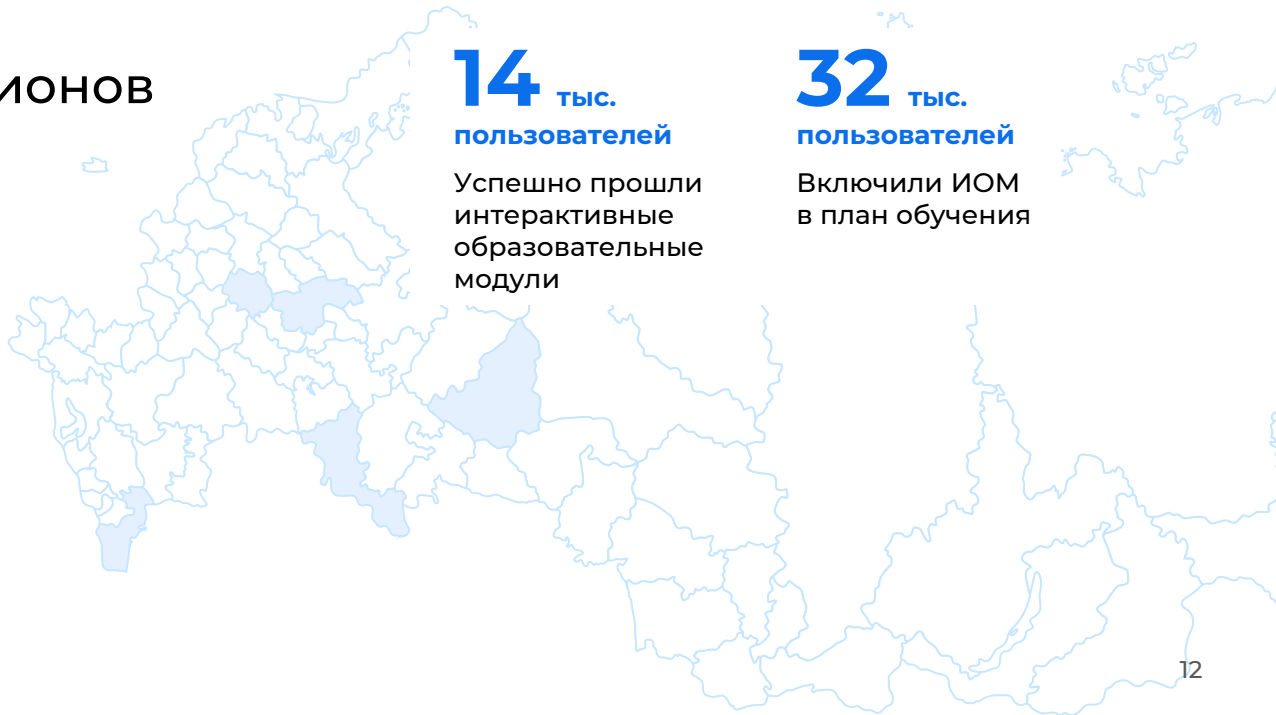 ионов
14 тыс.
пользователей
Успешно прошли
интерактивные
образовательные
модули
32 тыс.
пользователей
Включили ИОМ
в план обучения
12